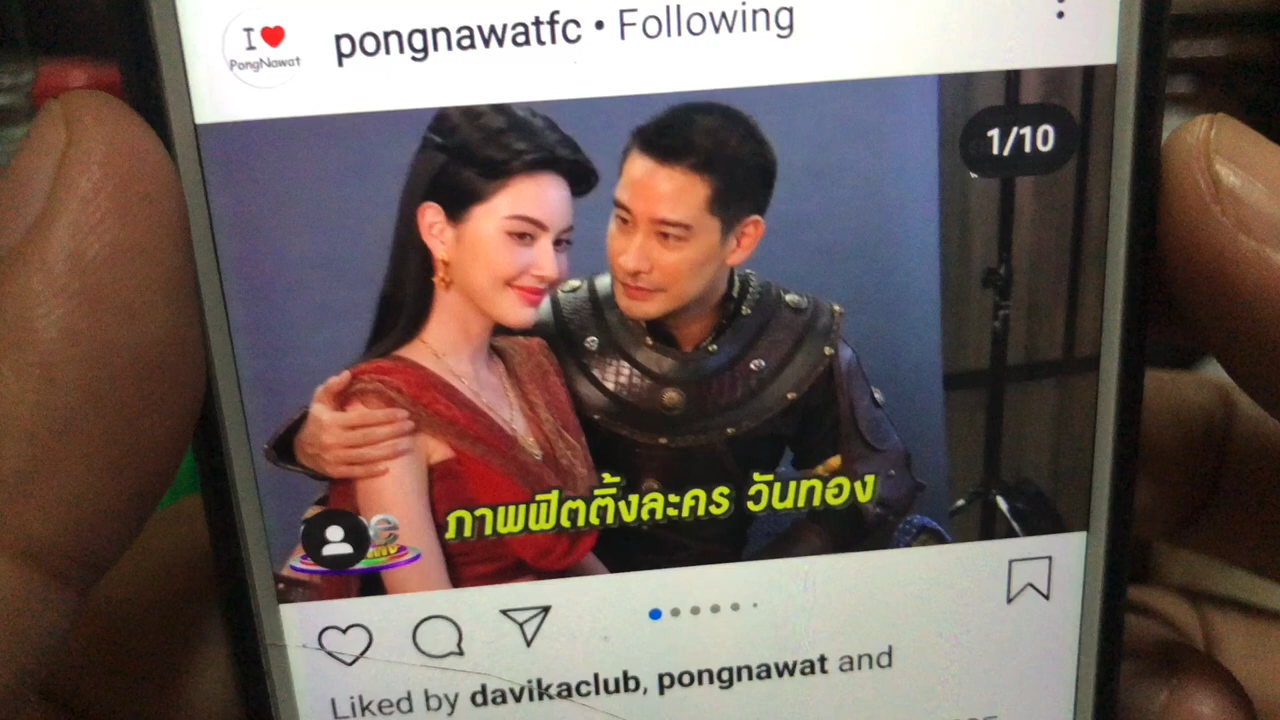 I ❤️
PongNawat
pongnawatfc • Following
1/10
ภาพฟิตติ้งละคร วันทอง
Liked by davikaclub, pongnawat and